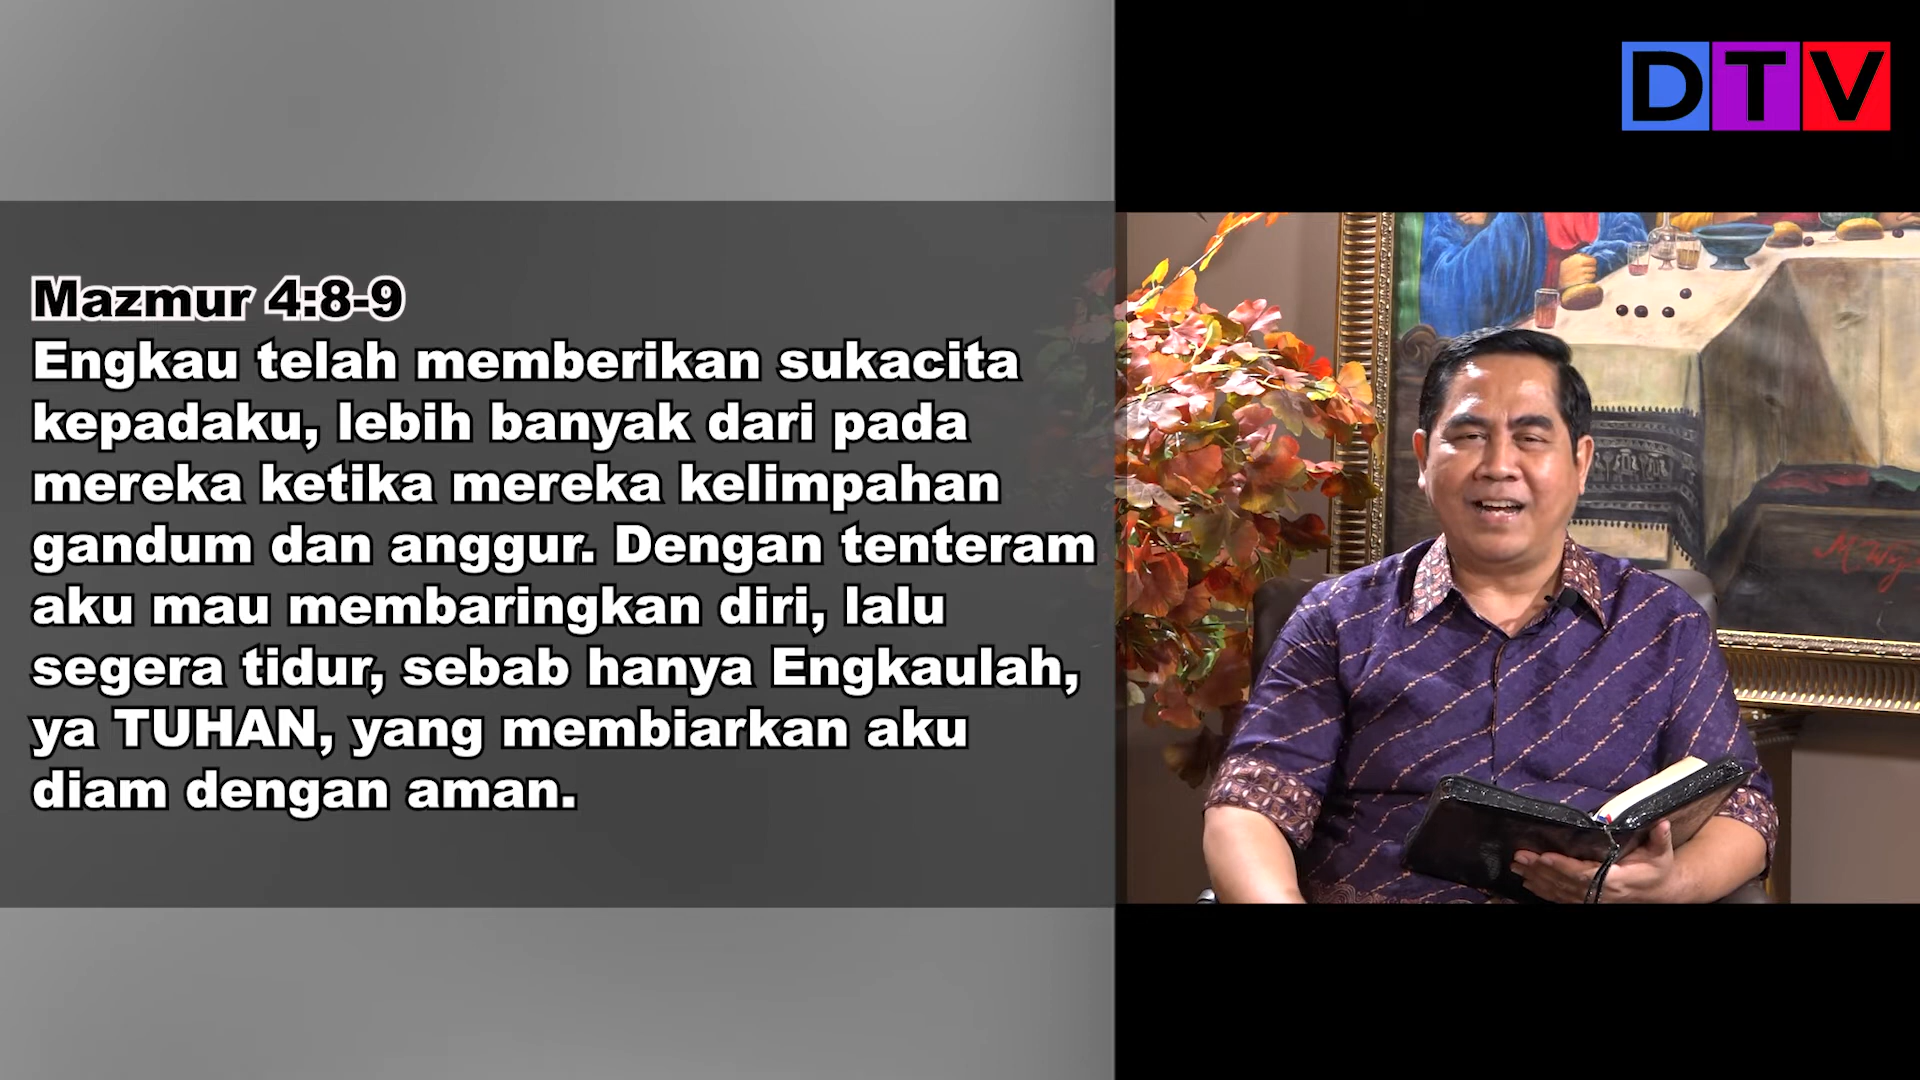 Mazmur 4:8-9
Engkau telah memberikan sukacita
kepadaku, lebih banyak dari pada
mereka ketika mereka kelimpahan
gandum dan anggur. Dengan tenteram
aku mau membaringkan diri, lalu
segera tidur, sebab hanya Engkaulah,
ya TUHAN, yang membiarkan aku
diam dengan aman.
DTV